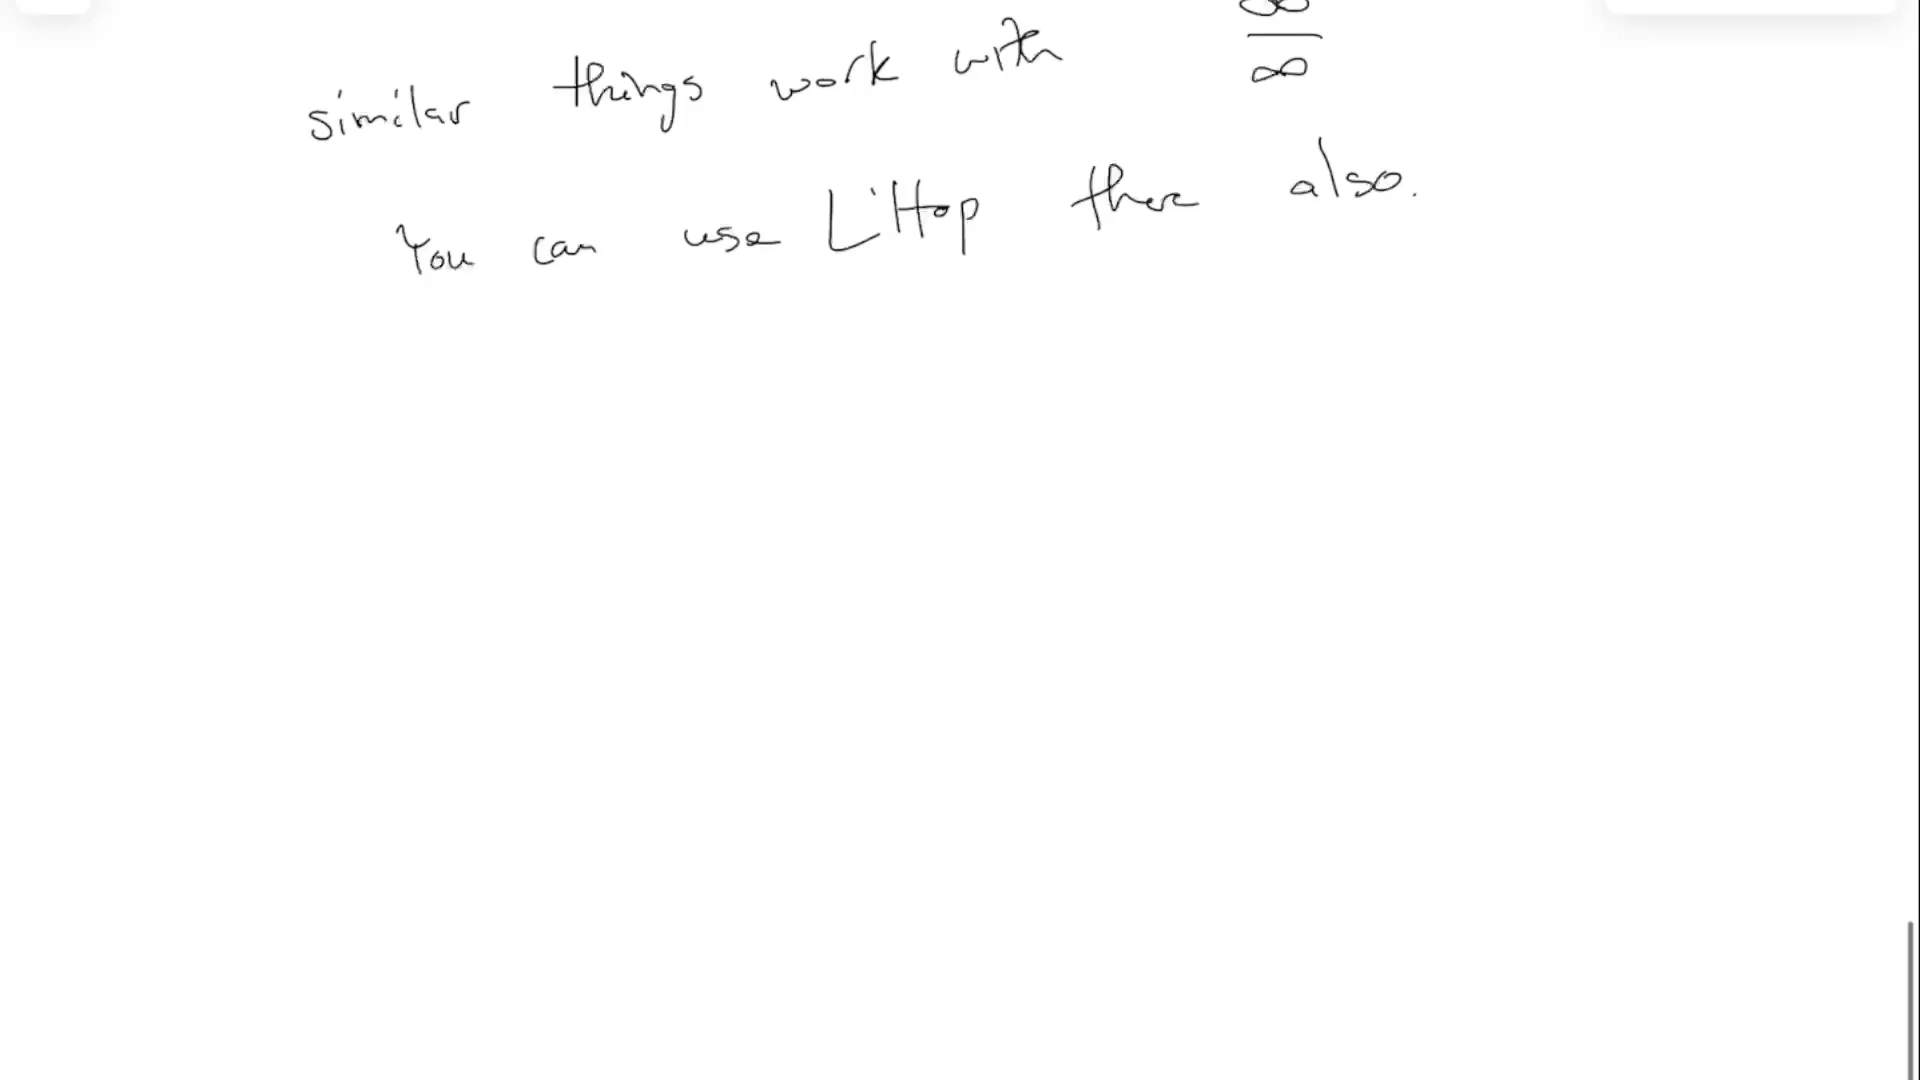 similar things work with ∞/∞
You can use L'Hop there also.